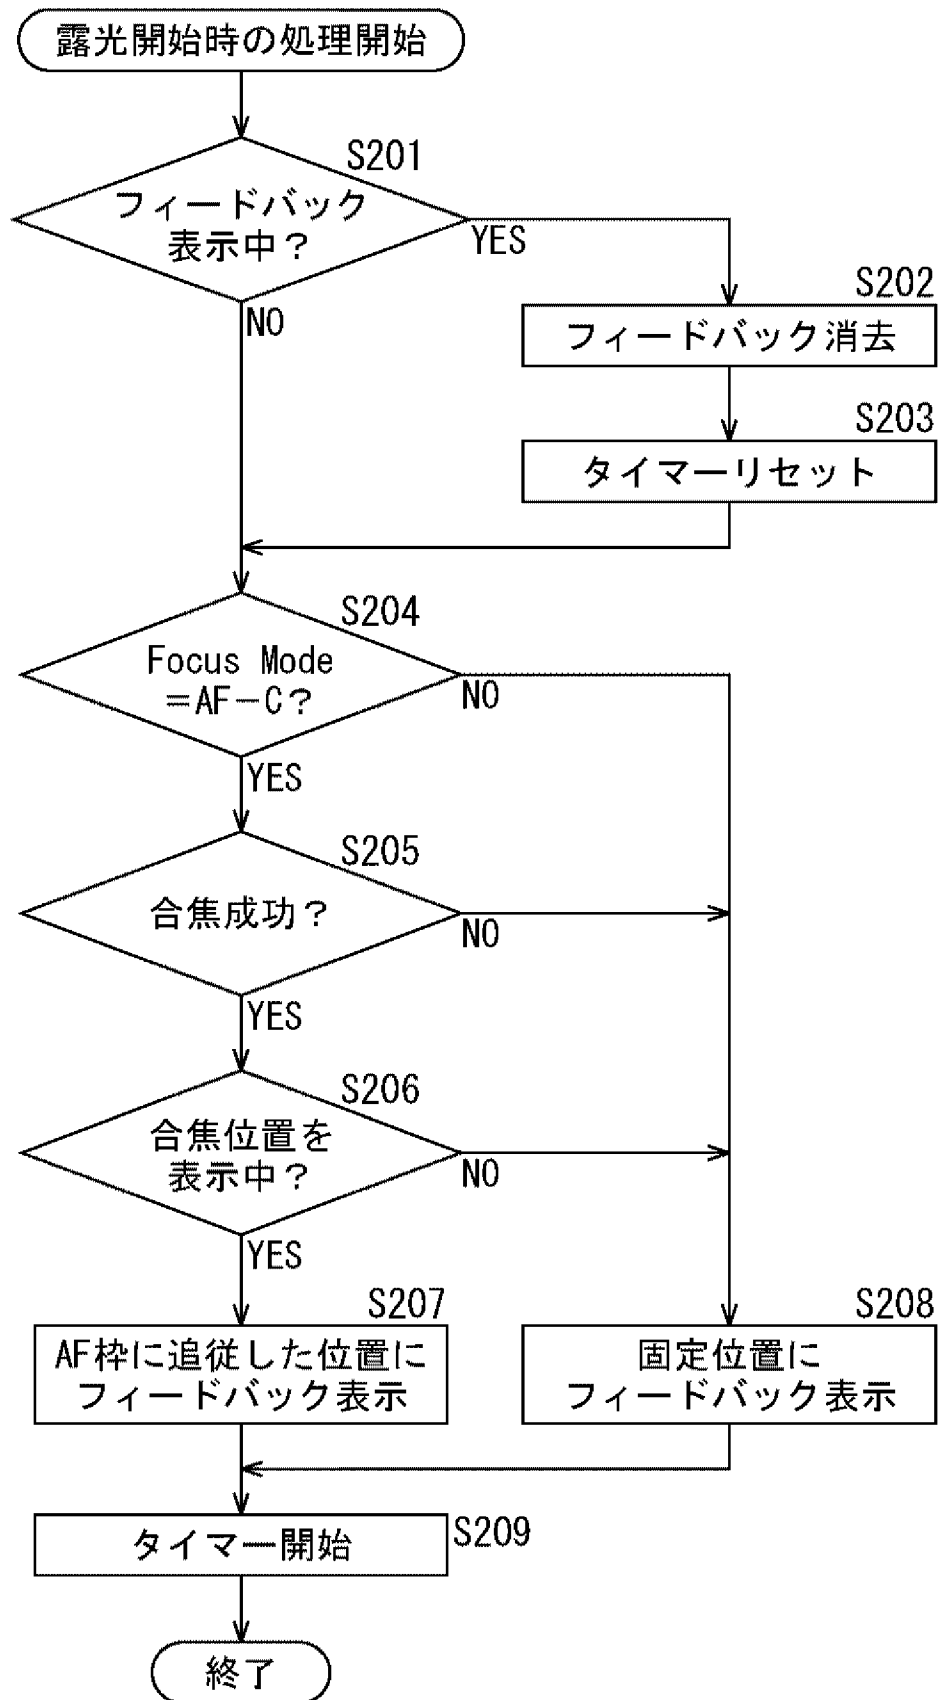 露光開始時の処理開始
S201
フィードバック
表示中？
YES
NO
S202
フィードバック消去
S203
タイマーリセット
S204
Focus Mode
＝AF−C？
NO
YES
S205
合焦成功？
NO
YES
S206
合焦位置を
表示中？
NO
YES
S207
AF枠に追従した位置に
フィードバック表示
S208
固定位置に
フィードバック表示
タイマー開始
S209
終了